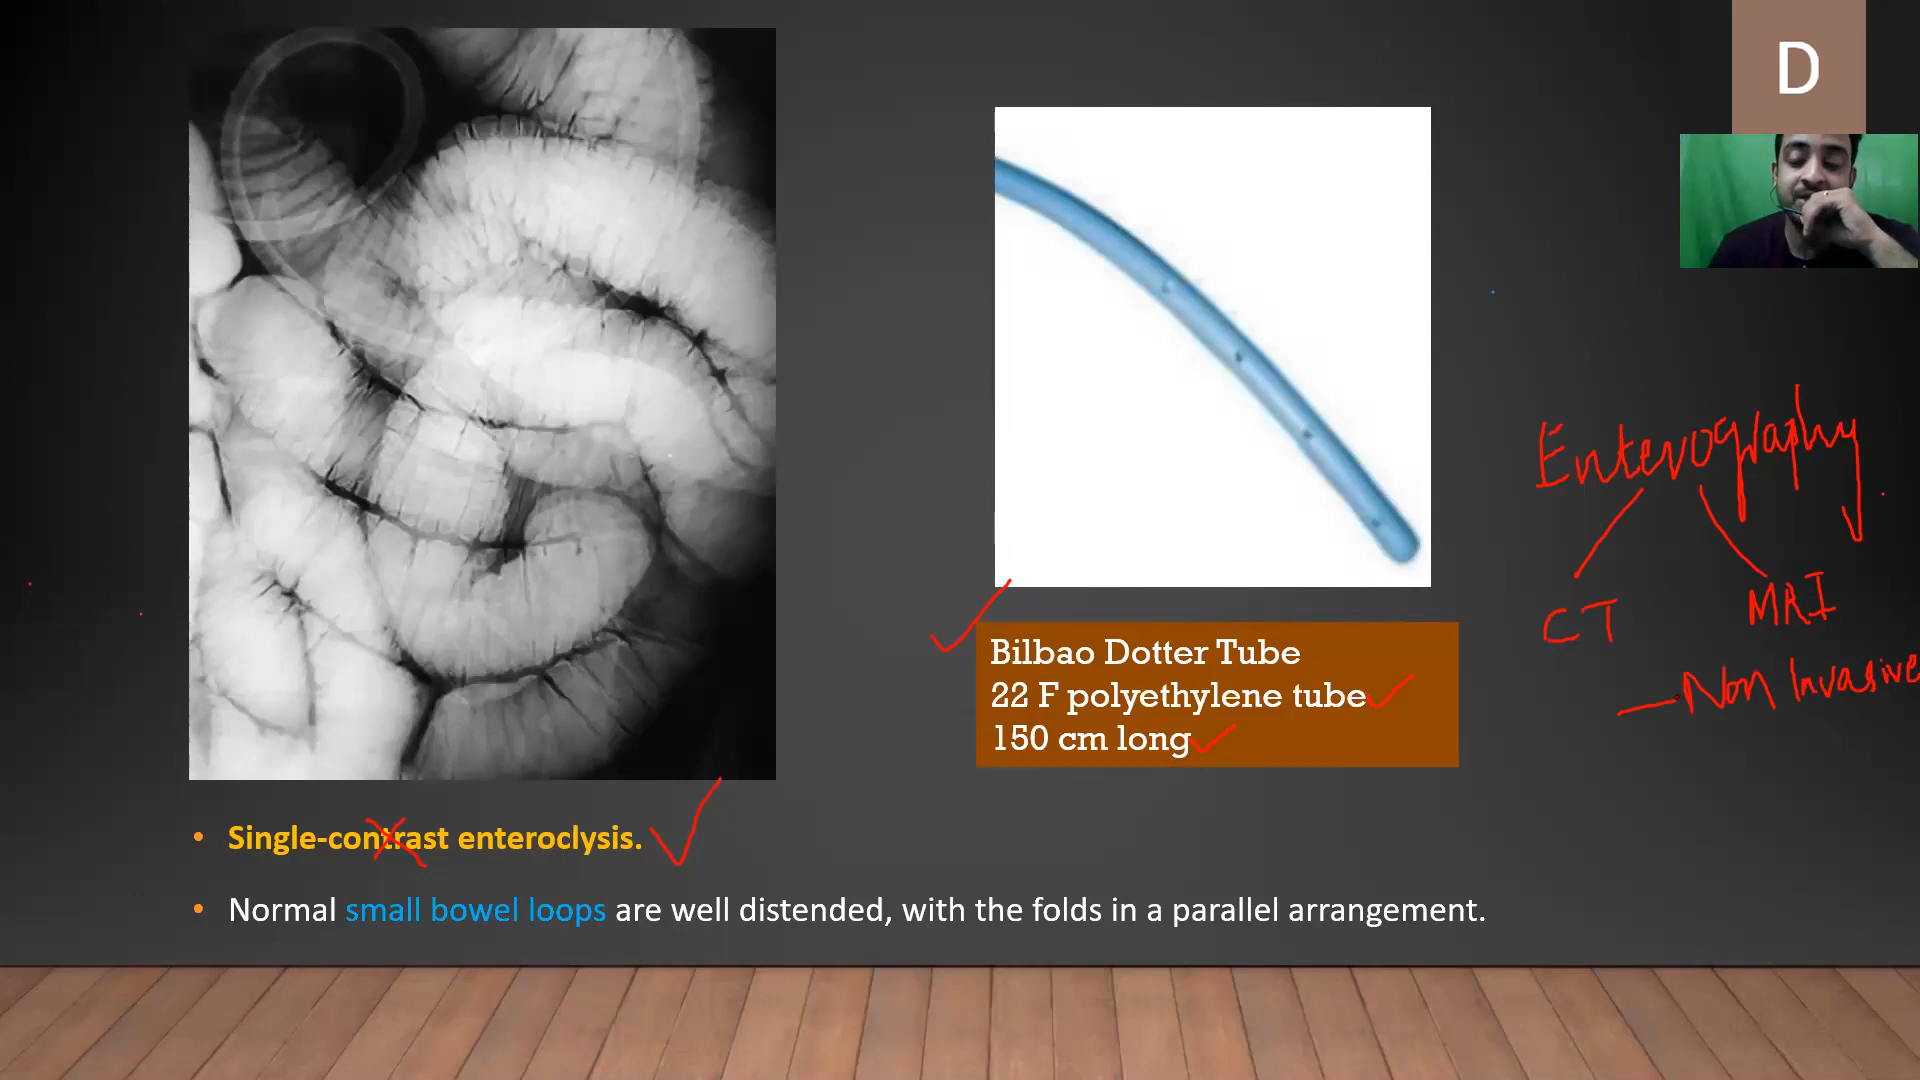 D
Enterography
CT
MRI
Non Invasive
Bilbao Dotter Tube
22 F polyethylene tube
150 cm long
• Single-contrast enteroclysis.
• Normal small bowel loops are well distended, with the folds in a parallel arrangement.